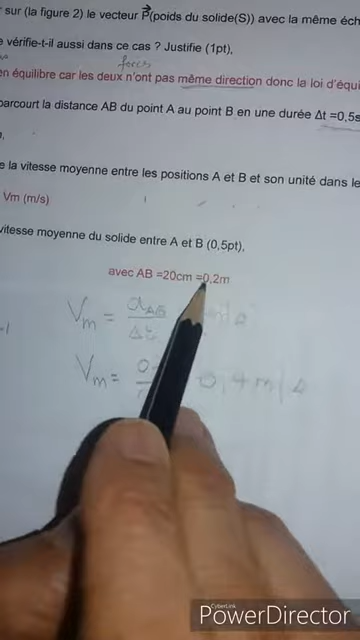 sur (la figure 2) le vecteur P(poids du solide(S)) avec la même éch
vérifie-t-il aussi dans ce cas ? Justifie (1pt),
forces
en équilibre car les deux n'ont pas même direction donc la loi d'équi
parcourt la distance AB du point A au point B en une durée Δt =0,5s
e la vitesse moyenne entre les positions A et B et son unité dans le
Vm (m/s)
vitesse moyenne du solide entre A et B (0,5pt),
avec AB =20cm =0,2m
Vm = dAB
Δt
Vm = 0,4 m/s
CyberLink
PowerDirector